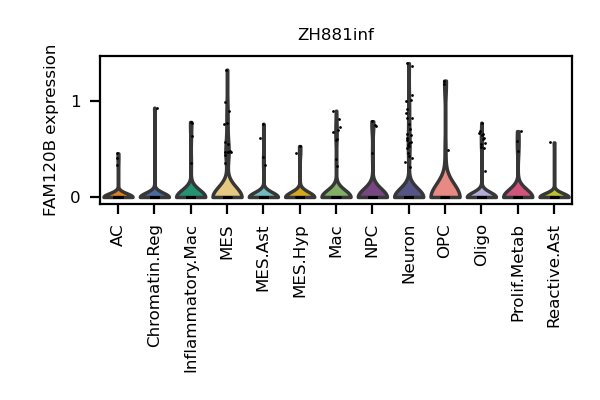 ZH881inf
FAM120B expression
1
0
AC
Chromatin.Reg
Inflammatory.Mac
MES
MES.Ast
MES.Hyp
Mac
NPC
Neuron
OPC
Oligo
Prolif.Metab
Reactive.Ast